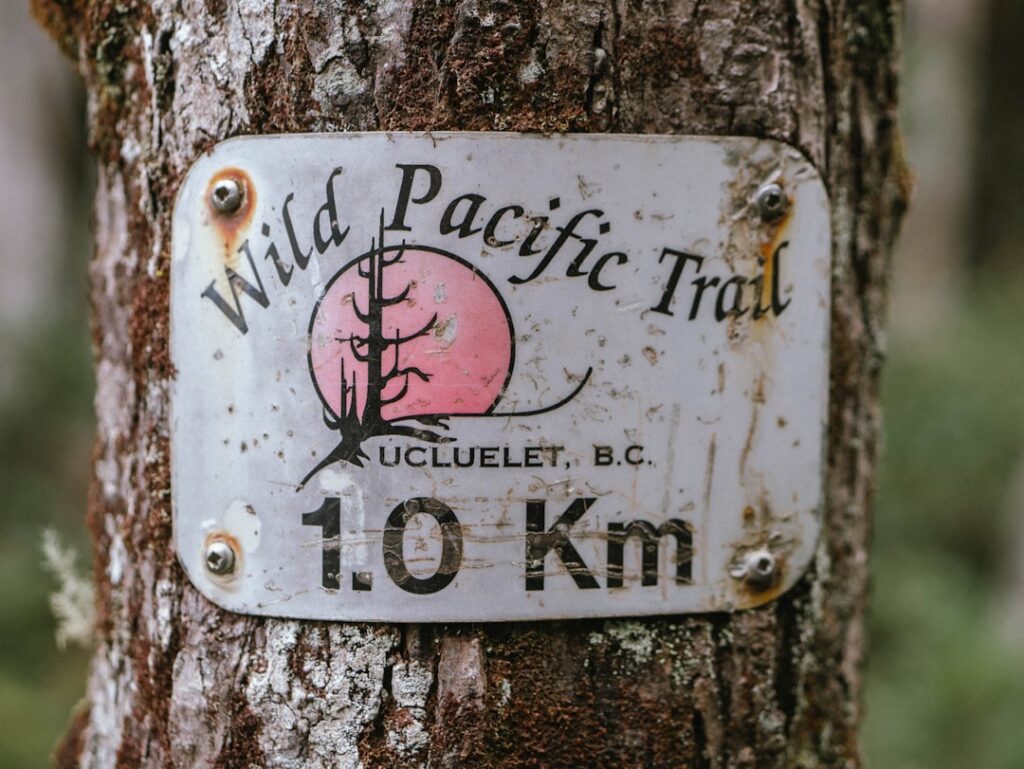 Wild Pacific Trail
UCLUELET, B.C.
1.0 Km